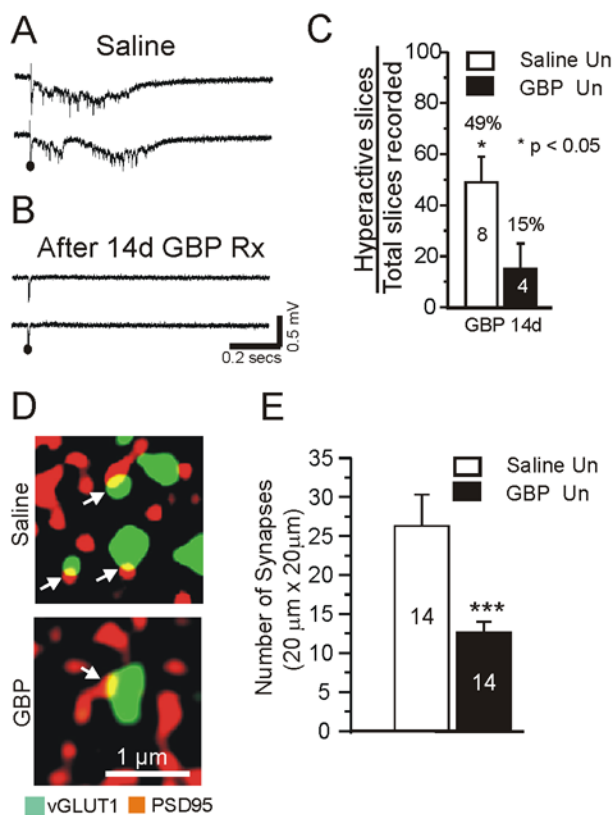 A
Saline
B
After 14d GBP Rx
0.5 mV
0.2 secs
C
Hyperactive slices
Total slices recorded
100
80
60
40
20
0
Saline Un
GBP Un
49%
*
* p < 0.05
15%
8
4
GBP 14d
D
Saline
GBP
1 µm
vGLUT1
PSD95
E
Number of Synapses
(20 µm x 20µm)
35
30
25
20
15
10
5
0
Saline Un
GBP Un
14
***
14